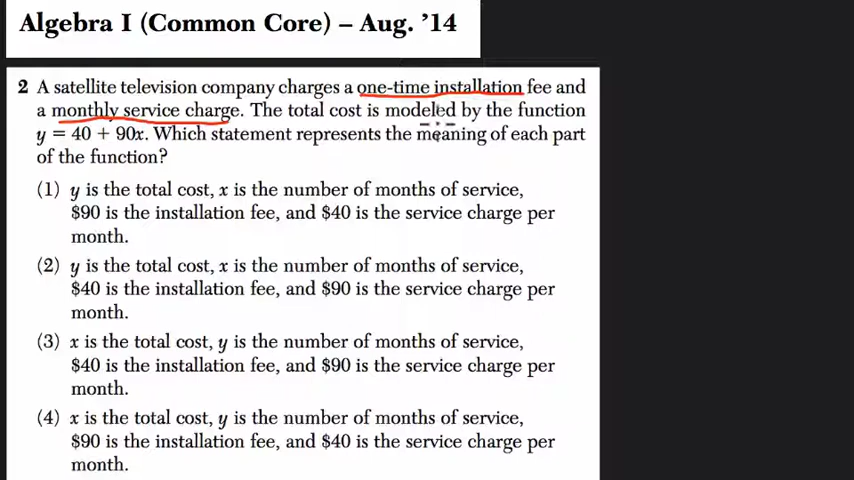 Algebra I (Common Core) – Aug. ’14
2 A satellite television company charges a one-time installation fee and
a monthly service charge. The total cost is modeled by the function
y = 40 + 90x. Which statement represents the meaning of each part
of the function?
(1) y is the total cost, x is the number of months of service,
$90 is the installation fee, and $40 is the service charge per
month.
(2) y is the total cost, x is the number of months of service,
$40 is the installation fee, and $90 is the service charge per
month.
(3) x is the total cost, y is the number of months of service,
$40 is the installation fee, and $90 is the service charge per
month.
(4) x is the total cost, y is the number of months of service,
$90 is the installation fee, and $40 is the service charge per
month.